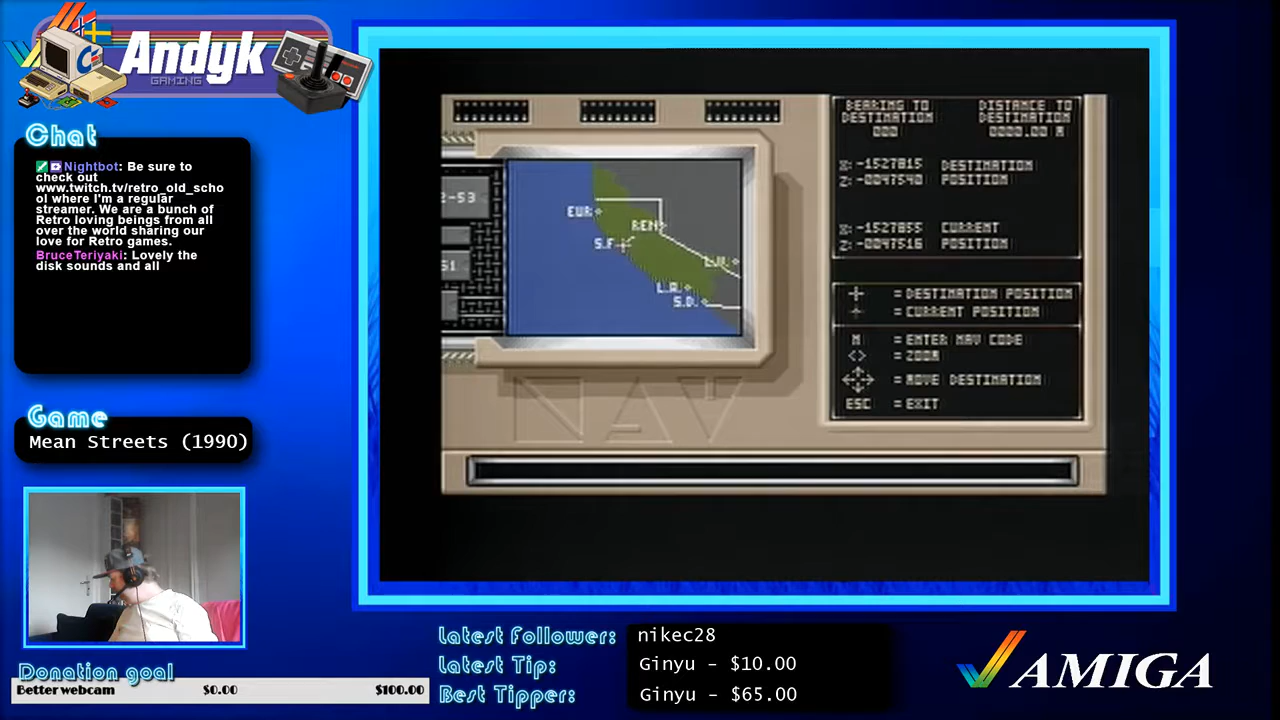 Andyk
GAMING
Chat
Nightbot: Be sure to
check out
www.twitch.tv/retro_old_scho
ol where I'm a regular
streamer. We are a bunch of
Retro loving beings from all
over the world sharing our
love for Retro games.
BruceTeriyaki: Lovely the
disk sounds and all
Game
Mean Streets (1990)
Donation goal
Better webcam $0.00 $100.00
2-53
51
EUR
REN
S.F
L.V.
L.A.
S.D.
NAV
BEARING TO DISTANCE TO
DESTINATION DESTINATION
000 0000.00 M
X: -1527815 DESTINATION
Z: -0047540 POSITION
X: -1527855 CURRENT
Z: -0047516 POSITION
= DESTINATION POSITION
= CURRENT POSITION
N = ENTER NAV CODE
<> = ZOOM
= MOVE DESTINATION
ESC = EXIT
Latest Follower: nikec28
Latest Tip: Ginyu - $10.00
Best Tipper: Ginyu - $65.00
AMIGA